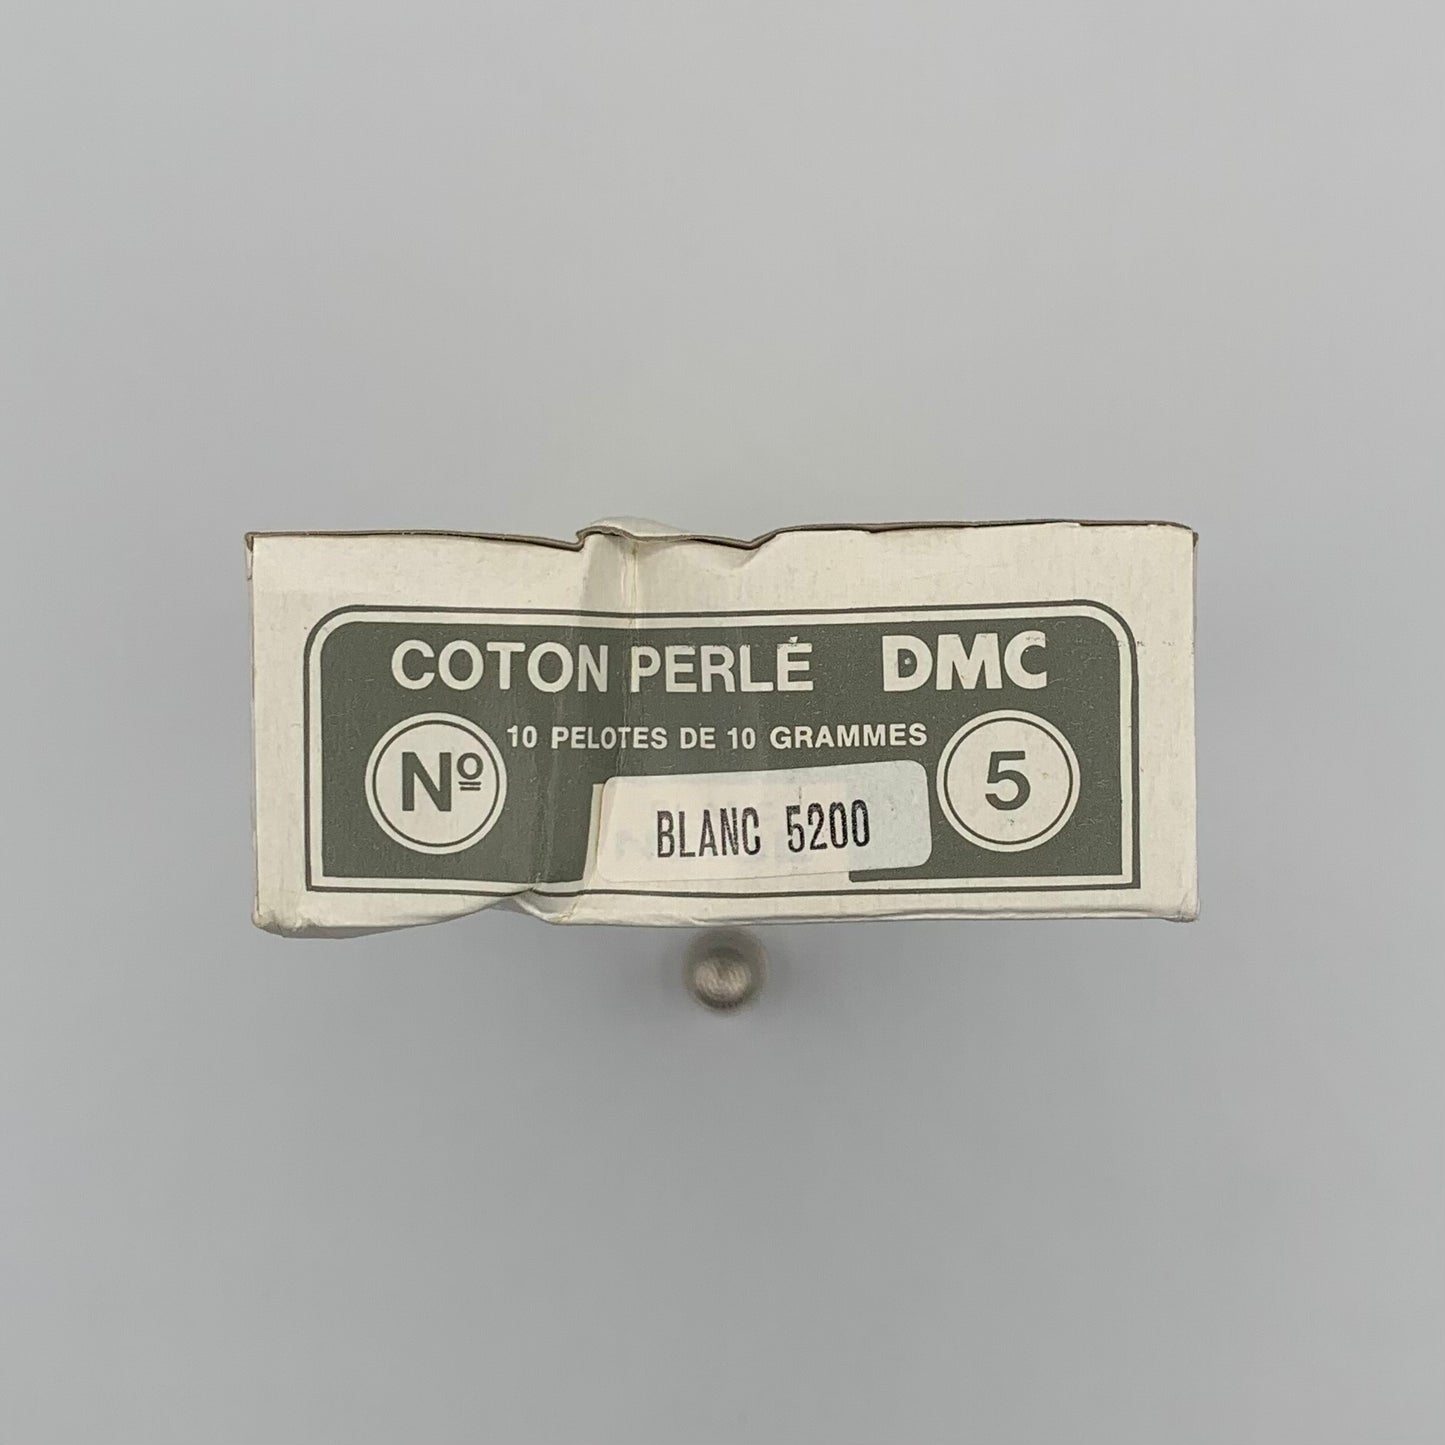 COTON PERLÉ DMC
Nº 10 PELOTES DE 10 GRAMMES 5
BLANC 5200